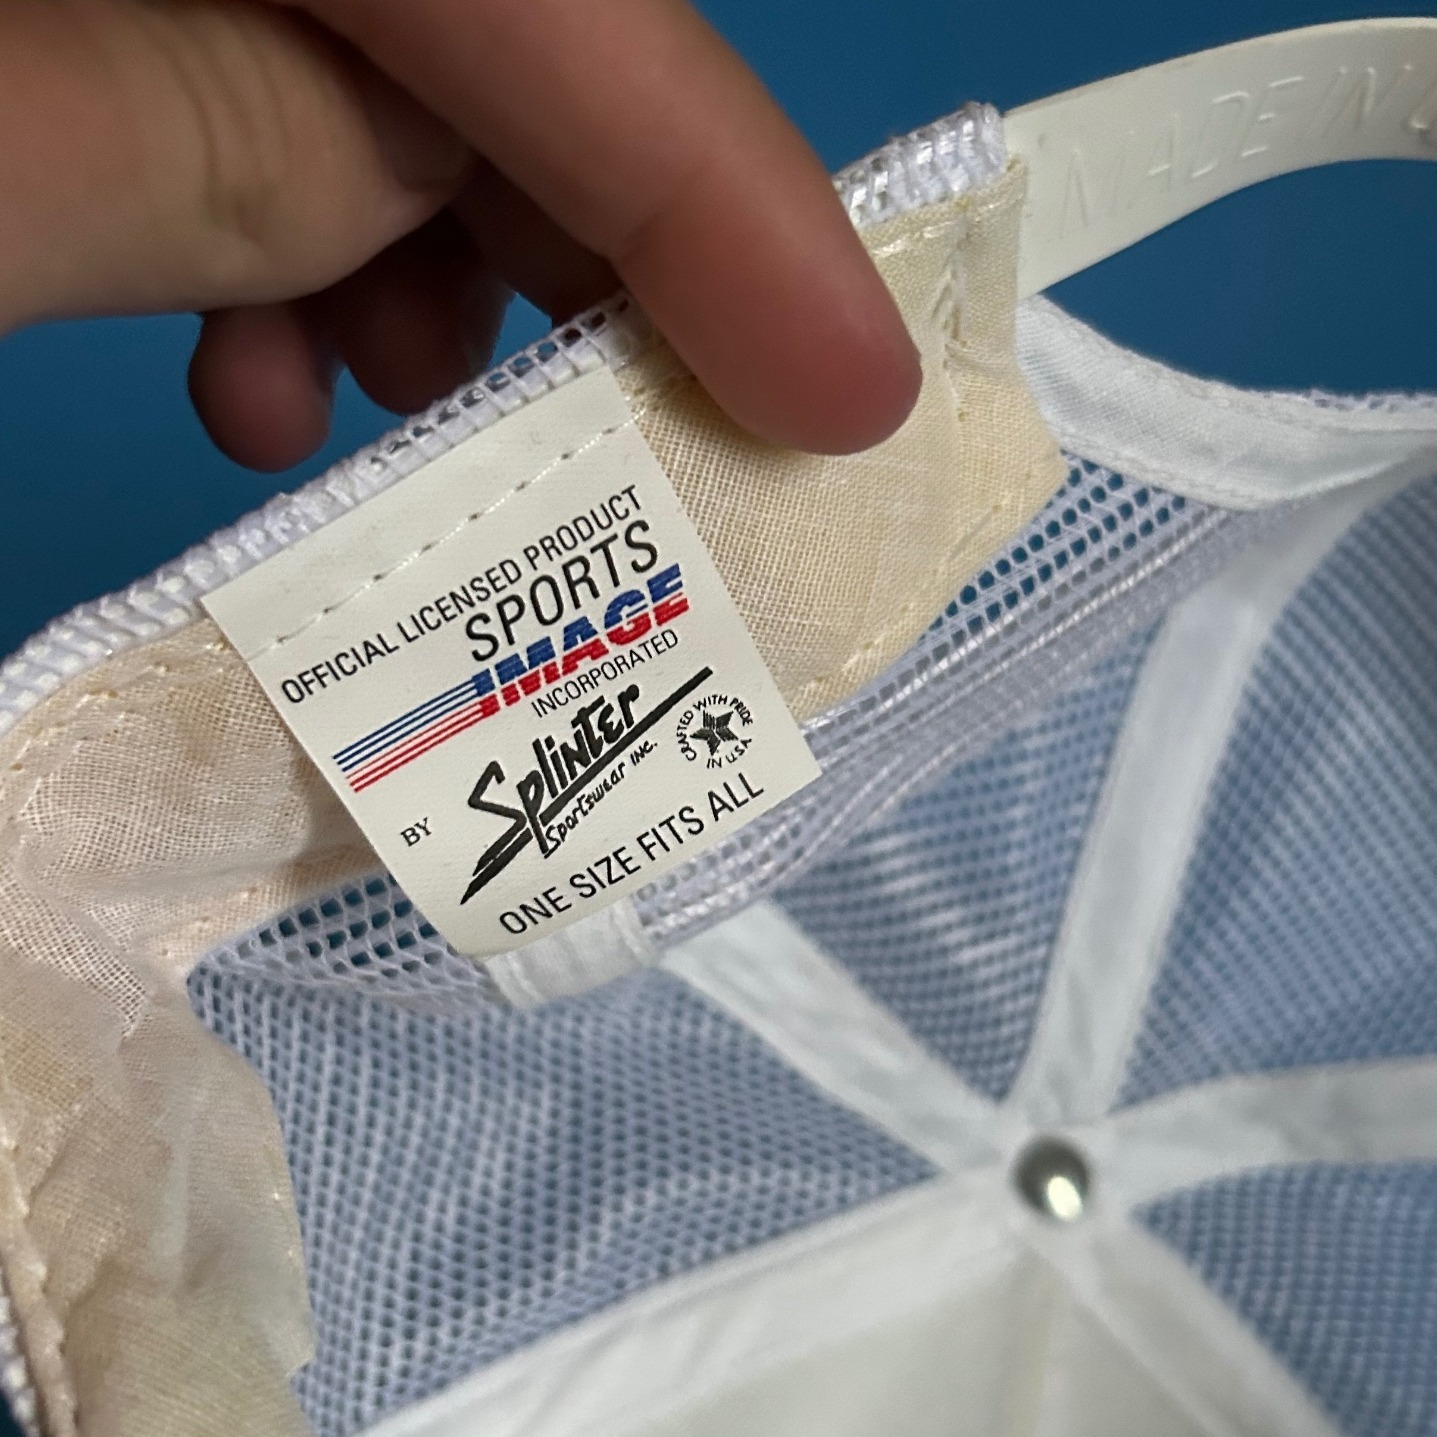 MADE IN U
OFFICIAL LICENSED PRODUCT
SPORTS
IMAGE
INCORPORATED
BY
Splinter
Sportswear INC.
CRAFTED WITH PRIDE
IN U.S.A.
ONE SIZE FITS ALL